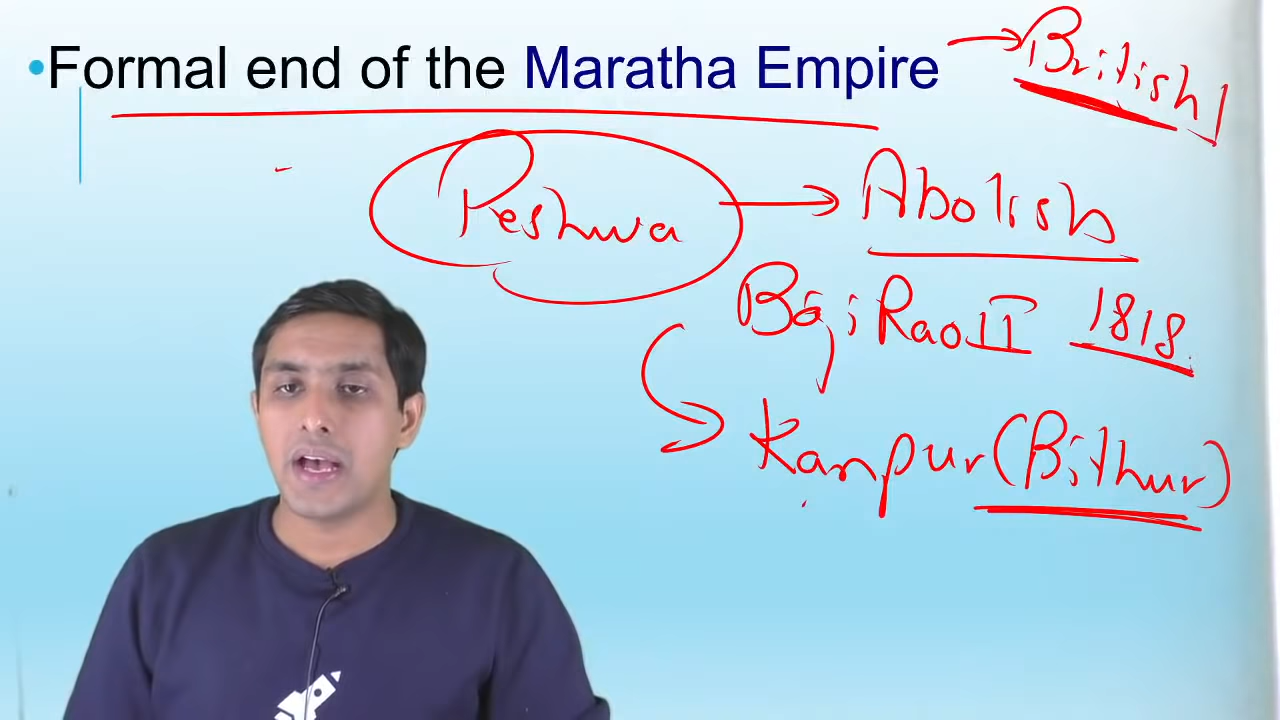 •Formal end of the Maratha Empire → British
Peshwa → Abolish
Baji Rao II 1818
Kanpur (Bithur)